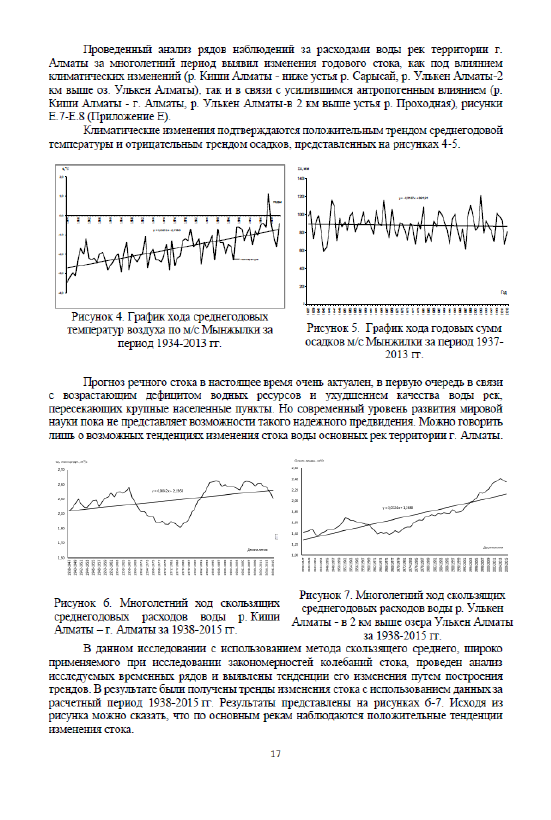 Проведенный анализ рядов наблюдений за расходами воды рек территории г.
Алматы за многолетний период выявил изменения годового стока, как под влиянием
климатических изменений (р. Киши Алматы - ниже устья р. Сарысай, р. Улькен Алматы-2
км выше оз. Улькен Алматы), так и в связи с усилившимся антропогенным влиянием (р.
Киши Алматы - г. Алматы, р. Улькен Алматы-в 2 км выше устья р. Проходная), рисунки
Е.7-Е.8 (Приложение Е).
Климатические изменения подтверждаются положительным трендом среднегодовой
температуры и отрицательным трендом осадков, представленных на рисунках 4-5.
Рисунок 4. График хода среднегодовых
температур воздуха по м/с Мынжылки за
период 1934-2013 гг.
140
120
100
80
60
40
20
0
Год
Рисунок 5. График хода годовых сумм
осадков м/с Мынжилки за период 1937-
2013 гг.
Прогноз речного стока в настоящее время очень актуален, в первую очередь в связи
с возрастающим дефицитом водных ресурсов и ухудшением качества воды рек,
пересекающих крупные населенные пункты. Но современный уровень развития мировой
науки пока не представляет возможности такого надежного предвидения. Можно говорить
лишь о возможных тенденциях изменения стока воды основных рек территории г. Алматы.
Рисунок 6. Многолетний ход скользящих
среднегодовых расходов воды р. Киши
Алматы – г. Алматы за 1938-2015 гг.
Рисунок 7. Многолетний ход скользящих
среднегодовых расходов воды р. Улькен
Алматы - в 2 км выше озера Улькен Алматы
за 1938-2015 гг.
В данном исследовании с использованием метода скользящего среднего, широко
применяемого при исследовании закономерностей колебаний стока, проведен анализ
исследуемых временных рядов и выявлены тенденции его изменения путем построения
трендов. В результате были получены тренды изменения стока с использованием данных за
расчетный период 1938-2015 гг. Результаты представлены на рисунках 6-7. Исходя из
рисунка можно сказать, что по основным рекам наблюдаются положительные тенденции
изменения стока.
17